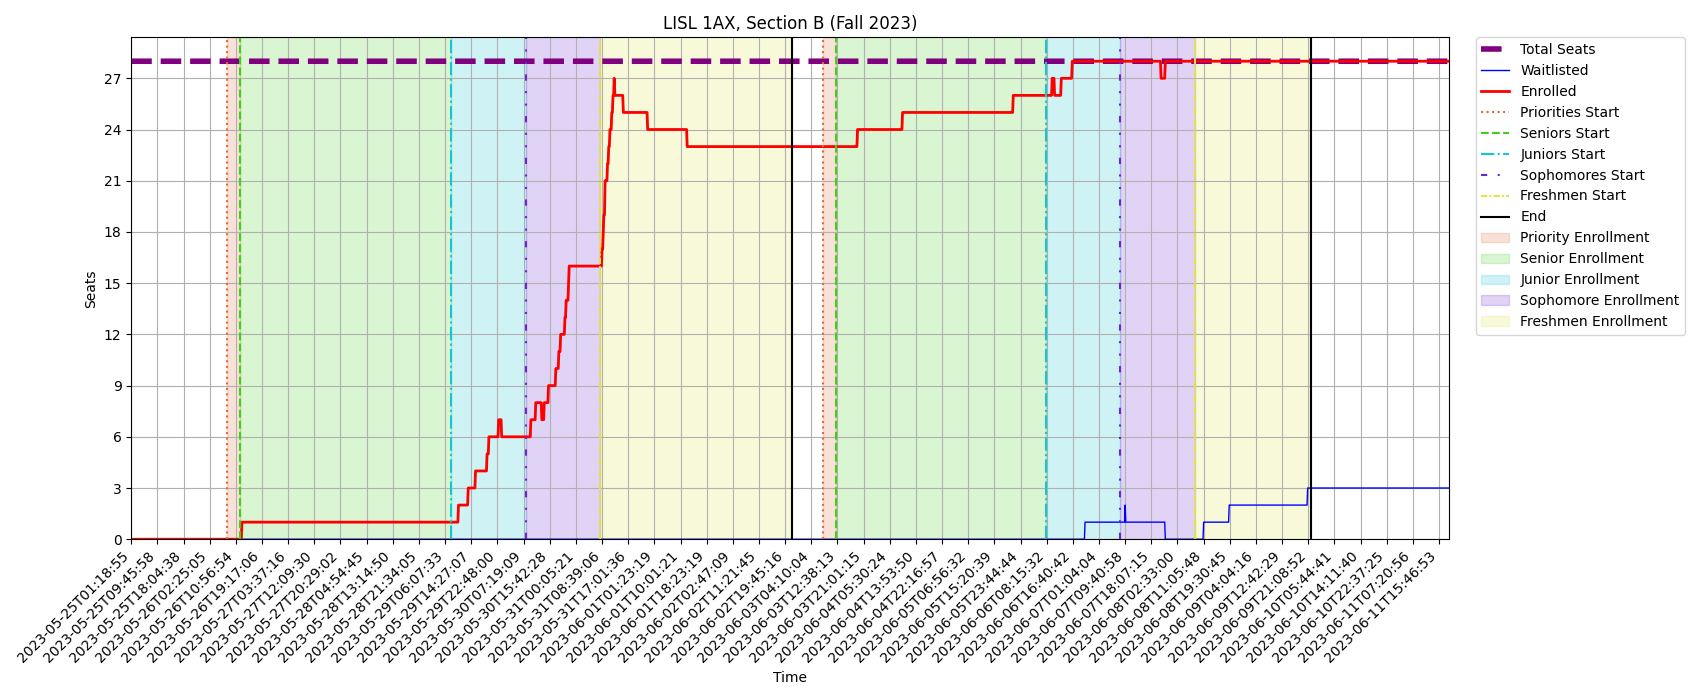 LISL 1AX, Section B (Fall 2023)
Seats
27
24
21
18
15
12
9
6
3
0
2023-05-25T01:18:55
2023-05-25T09:45:58
2023-05-25T18:04:38
2023-05-26T02:25:05
2023-05-26T10:56:54
2023-05-26T19:17:06
2023-05-27T03:37:16
2023-05-27T12:09:30
2023-05-27T20:29:02
2023-05-28T04:54:45
2023-05-28T13:14:50
2023-05-28T21:34:05
2023-05-29T06:07:33
2023-05-29T14:27:07
2023-05-29T22:48:00
2023-05-30T07:19:09
2023-05-30T15:42:28
2023-05-31T00:05:21
2023-05-31T08:39:06
2023-05-31T17:01:36
2023-06-01T01:23:19
2023-06-01T10:01:21
2023-06-01T18:23:19
2023-06-02T02:47:09
2023-06-02T11:21:45
2023-06-02T19:45:16
2023-06-03T04:10:04
2023-06-03T12:38:13
2023-06-03T21:01:15
2023-06-04T05:30:24
2023-06-04T13:53:50
2023-06-04T22:16:57
2023-06-05T06:56:32
2023-06-05T15:20:39
2023-06-05T23:44:44
2023-06-06T08:15:32
2023-06-06T16:40:42
2023-06-07T01:04:04
2023-06-07T09:40:58
2023-06-07T18:07:15
2023-06-08T02:33:00
2023-06-08T11:05:48
2023-06-08T19:30:45
2023-06-09T04:04:16
2023-06-09T12:42:29
2023-06-09T21:08:52
2023-06-10T05:44:41
2023-06-10T14:11:40
2023-06-10T22:37:25
2023-06-11T07:20:56
2023-06-11T15:46:53
Time
Total Seats
Waitlisted
Enrolled
Priorities Start
Seniors Start
Juniors Start
Sophomores Start
Freshmen Start
End
Priority Enrollment
Senior Enrollment
Junior Enrollment
Sophomore Enrollment
Freshmen Enrollment